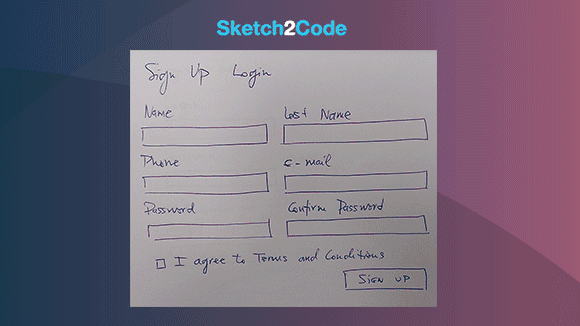 Sketch2Code
Sign Up Login
Name Last Name
Phone e-mail
Password Confirm Password
I agree to Terms and Conditions
SIGN UP